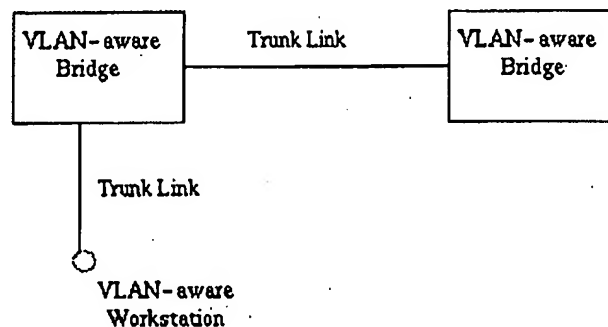 VLAN-aware
Bridge
Trunk Link
VLAN-aware
Bridge
Trunk Link
VLAN-aware
Workstation